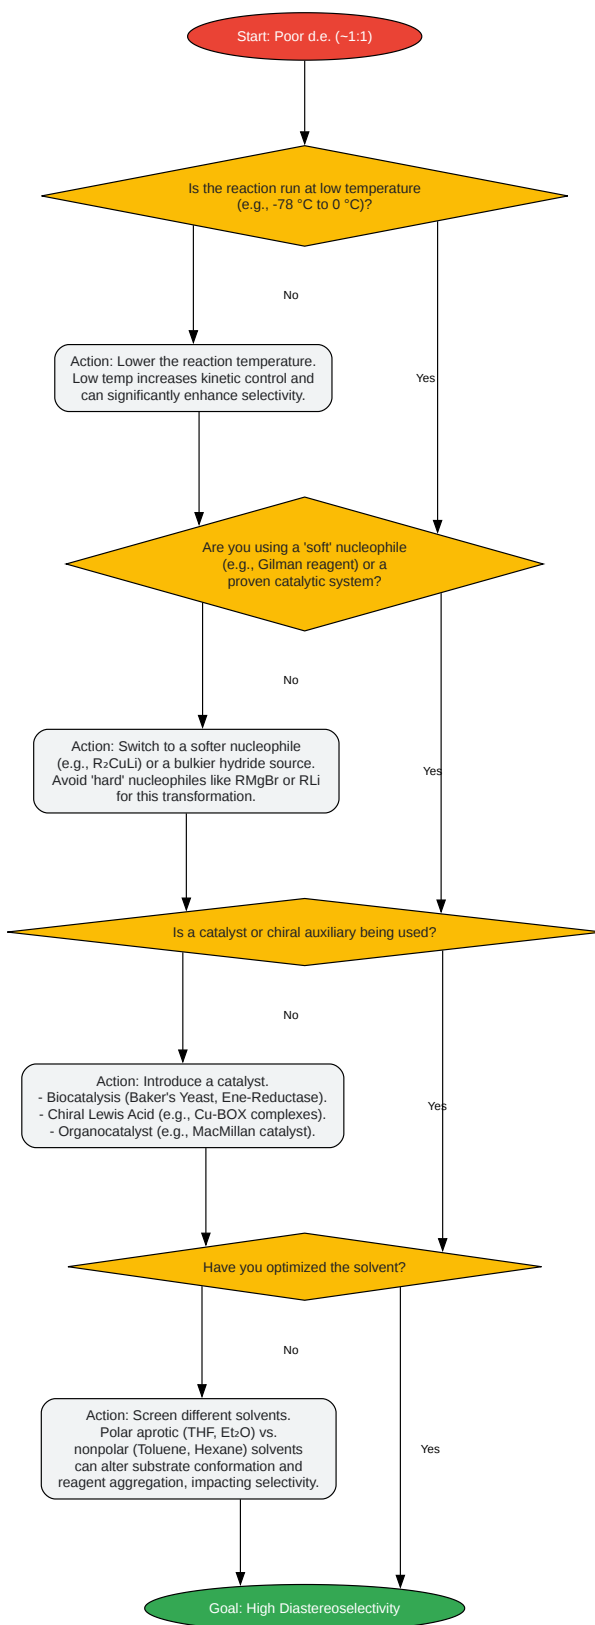 Start: Poor d.e. (~1:1)
Is the reaction run at low temperature
(e.g., -78 °C to 0 °C)?
No
Action: Lower the reaction temperature.
Low temp increases kinetic control and
can significantly enhance selectivity.
Yes
Are you using a 'soft' nucleophile
(e.g., Gilman reagent) or a
proven catalytic system?
No
Action: Switch to a softer nucleophile
(e.g., R₂CuLi) or a bulkier hydride source.
Avoid 'hard' nucleophiles like RMgBr or RLi
for this transformation.
Yes
Is a catalyst or chiral auxiliary being used?
No
Action: Introduce a catalyst.
- Biocatalysis (Baker's Yeast, Ene-Reductase).
- Chiral Lewis Acid (e.g., Cu-BOX complexes).
- Organocatalyst (e.g., MacMillan catalyst).
Yes
Have you optimized the solvent?
No
Action: Screen different solvents.
Polar aprotic (THF, Et₂O) vs.
nonpolar (Toluene, Hexane) solvents
can alter substrate conformation and
reagent aggregation, impacting selectivity.
Yes
Goal: High Diastereoselectivity